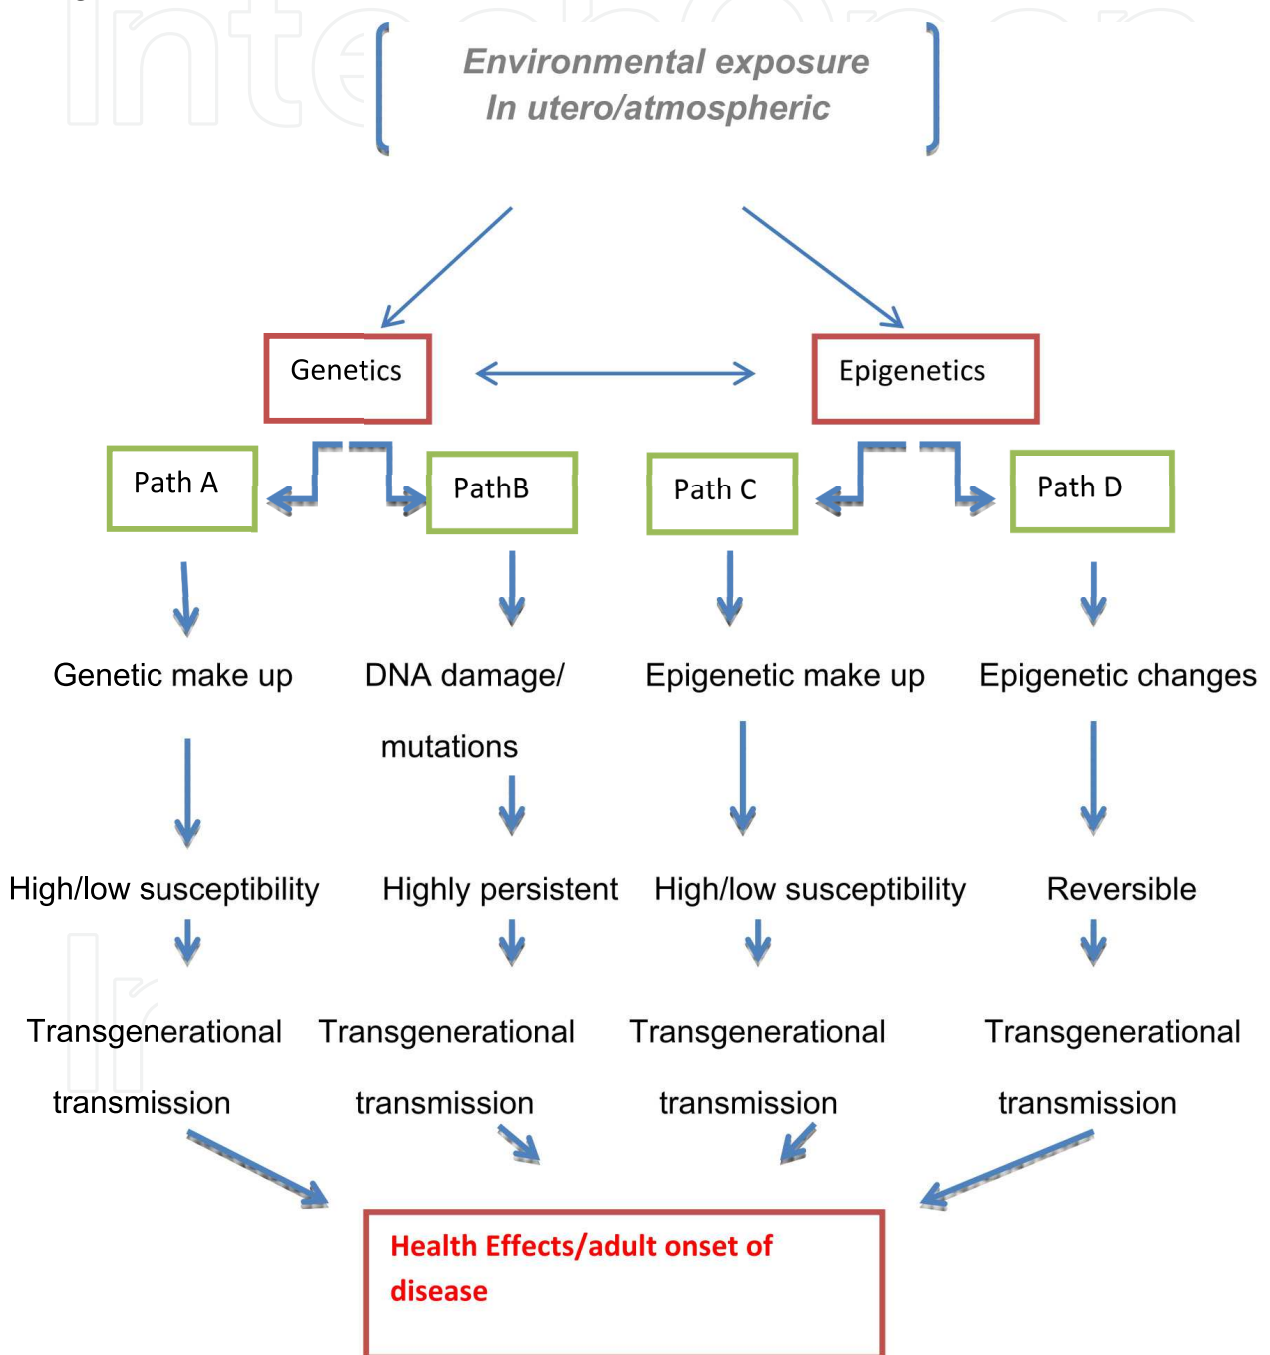 Environmental exposure
In utero/atmospheric
Genetics
Epigenetics
Path A
PathB
Path C
Path D
Genetic make up
DNA damage/
mutations
Epigenetic make up
Epigenetic changes
High/low susceptibility
Highly persistent
High/low susceptibility
Reversible
Transgenerational
transmission
Transgenerational
transmission
Transgenerational
transmission
Transgenerational
transmission
Health Effects/adult onset of
disease